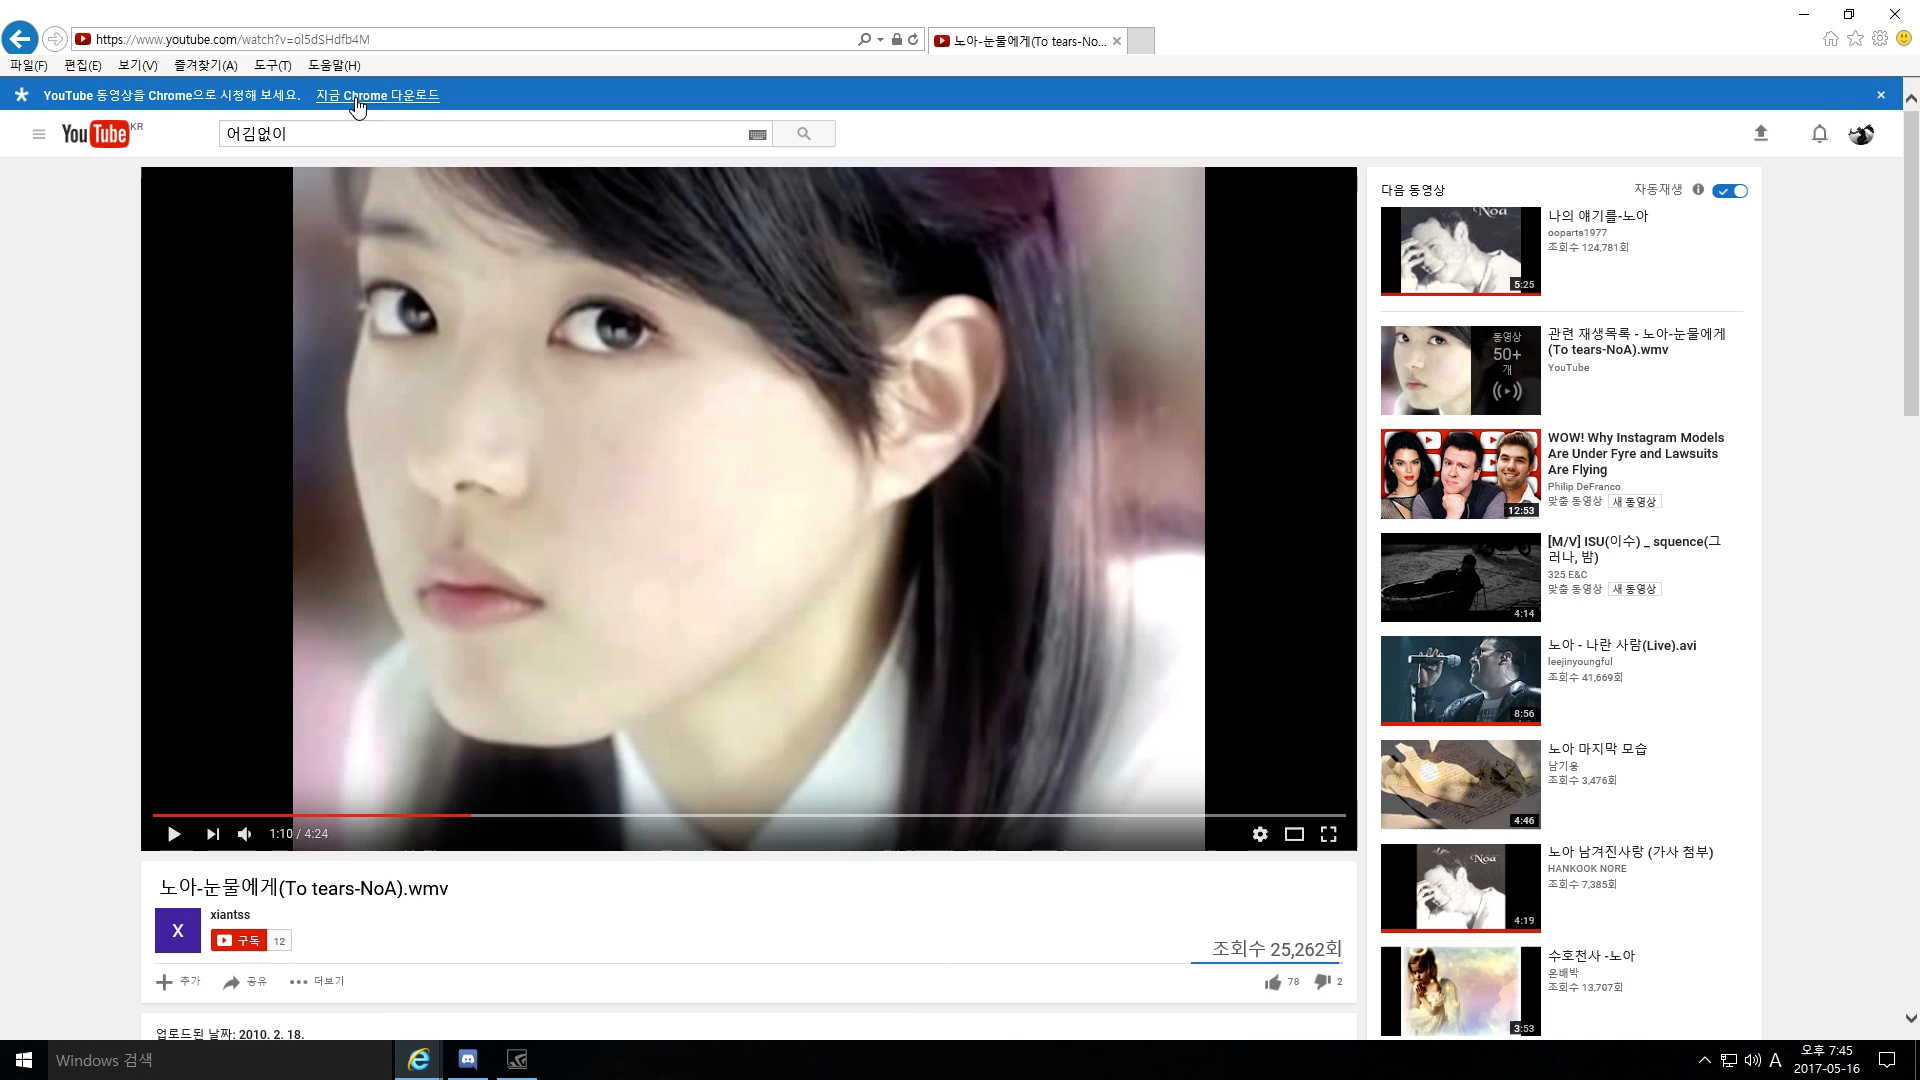 https://www.youtube.com/watch?v=ol5dSHdfb4M
노아-눈물에게(To tears-No...
파일(F) 편집(E) 보기(V) 즐겨찾기(A) 도구(T) 도움말(H)
YouTube 동영상을 Chrome으로 시청해 보세요. 지금 Chrome 다운로드
YouTube KR
어김없이
다음 동영상
자동재생
Noa
5:25
나의 얘기를-노아
ooparts1977
조회수 124,781회
동영상
50+
개
관련 재생목록 - 노아-눈물에게
(To tears-NoA).wmv
YouTube
12:53
WOW! Why Instagram Models
Are Under Fyre and Lawsuits
Are Flying
Philip DeFranco
맞춤 동영상 새 동영상
4:14
[M/V] ISU(이수) _ squence(그
러나, 밤)
325 E&C
맞춤 동영상 새 동영상
8:56
노아 - 나란 사람(Live).avi
leejinyoungful
조회수 41,669회
4:46
노아 마지막 모습
남기웅
조회수 3,476회
Noa
4:19
노아 남겨진사랑 (가사 첨부)
HANKOOK NORE
조회수 7,385회
3:53
수호천사 -노아
온배박
조회수 13,707회
1:10 / 4:24
노아-눈물에게(To tears-NoA).wmv
X
xiantss
구독 12
조회수 25,262회
추가 공유 더보기
78 2
업로드된 날짜: 2010. 2. 18.
Windows 검색
A
오후 7:45
2017-05-16